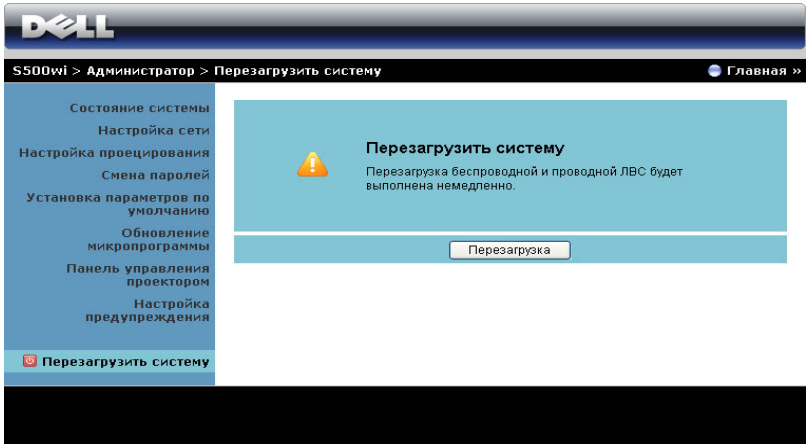 DELL
S500wi > Администратор > Перезагрузить систему
Главная »
Состояние системы
Настройка сети
Настройка проецирования
Смена паролей
Установка параметров по
умолчанию
Обновление
микропрограммы
Панель управления
проектором
Настройка
предупреждения
Перезагрузить систему
Перезагрузить систему
Перезагрузка беспроводной и проводной ЛВС будет
выполнена немедленно.
Перезагрузка